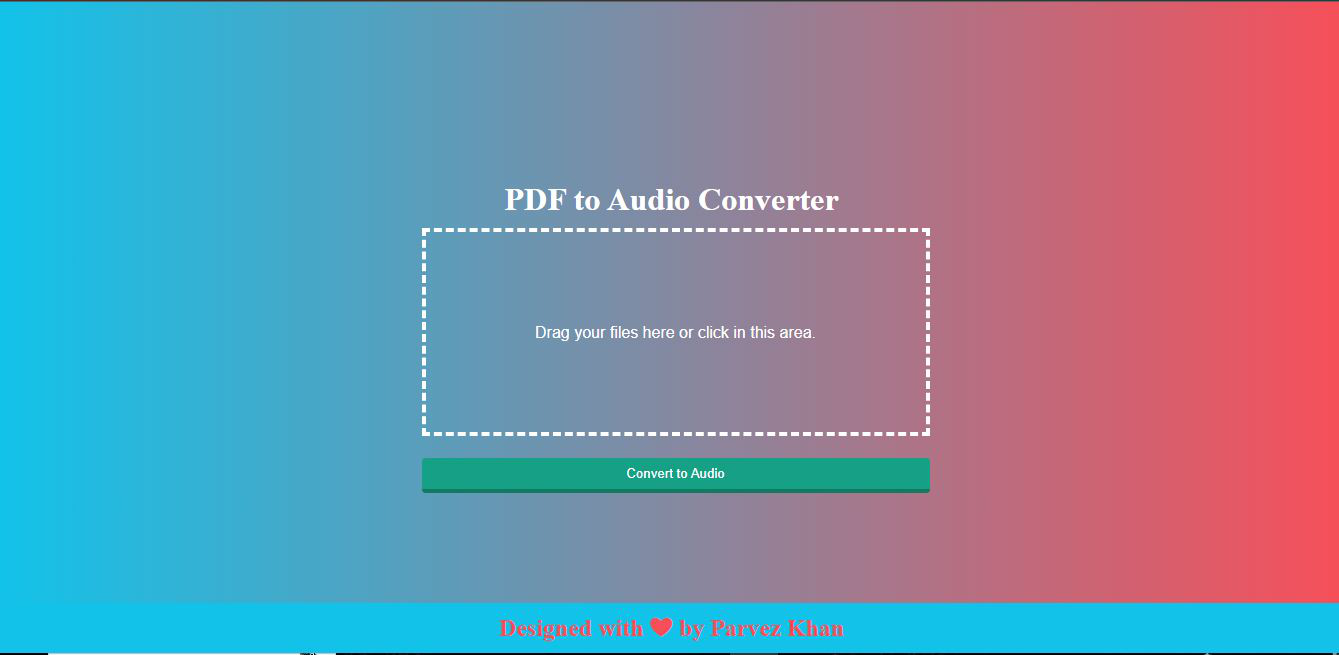 PDF to Audio Converter
Drag your files here or click in this area.
Convert to Audio
Designed with ❤ by Parvez Khan